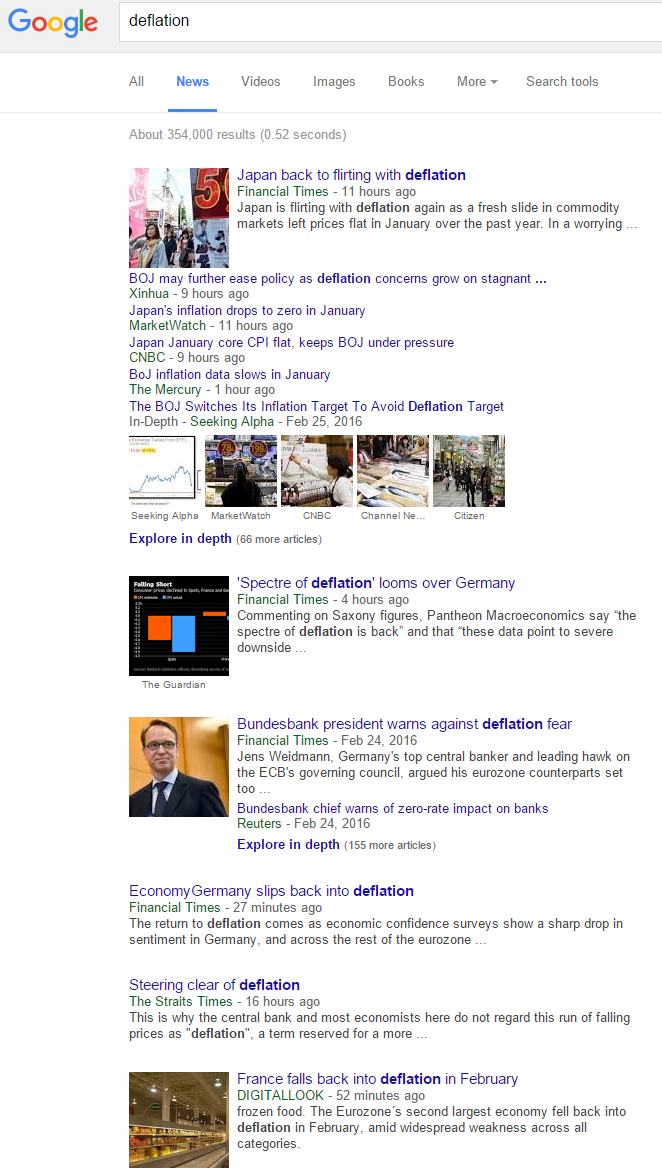 Google
deflation
All News Videos Images Books More Search tools
About 354,000 results (0.52 seconds)
Japan back to flirting with deflation
Financial Times - 11 hours ago
Japan is flirting with deflation again as a fresh slide in commodity
markets left prices flat in January over the past year. In a worrying ...
BOJ may further ease policy as deflation concerns grow on stagnant ...
Xinhua - 9 hours ago
Japan's inflation drops to zero in January
MarketWatch - 11 hours ago
Japan January core CPI flat, keeps BOJ under pressure
CNBC - 9 hours ago
BoJ inflation data slows in January
The Mercury - 1 hour ago
The BOJ Switches Its Inflation Target To Avoid Deflation Target
In-Depth - Seeking Alpha - Feb 25, 2016
78 198
Seeking Alpha MarketWatch CNBC Channel Ne... Citizen
Explore in depth (66 more articles)
'Spectre of deflation' looms over Germany
Financial Times - 4 hours ago
Commenting on Saxony figures, Pantheon Macroeconomics say “the
spectre of deflation is back” and that “these data point to severe
downside ...
Falling Short
Consumer prices declined in Spain, France and
CPI estimate CPI actual
Spain
The Guardian
Bundesbank president warns against deflation fear
Financial Times - Feb 24, 2016
Jens Weidmann, Germany's top central banker and leading hawk on
the ECB's governing council, argued his eurozone counterparts set
too ...
Bundesbank chief warns of zero-rate impact on banks
Reuters - Feb 24, 2016
Explore in depth (155 more articles)
EconomyGermany slips back into deflation
Financial Times - 27 minutes ago
The return to deflation comes as economic confidence surveys show a sharp drop in
sentiment in Germany, and across the rest of the eurozone ...
Steering clear of deflation
The Straits Times - 16 hours ago
This is why the central bank and most economists here do not regard this run of falling
prices as "deflation", a term reserved for a more ...
France falls back into deflation in February
DIGITALLOOK - 52 minutes ago
frozen food. The Eurozone´s second largest economy fell back into
deflation in February, amid widespread weakness across all
categories.